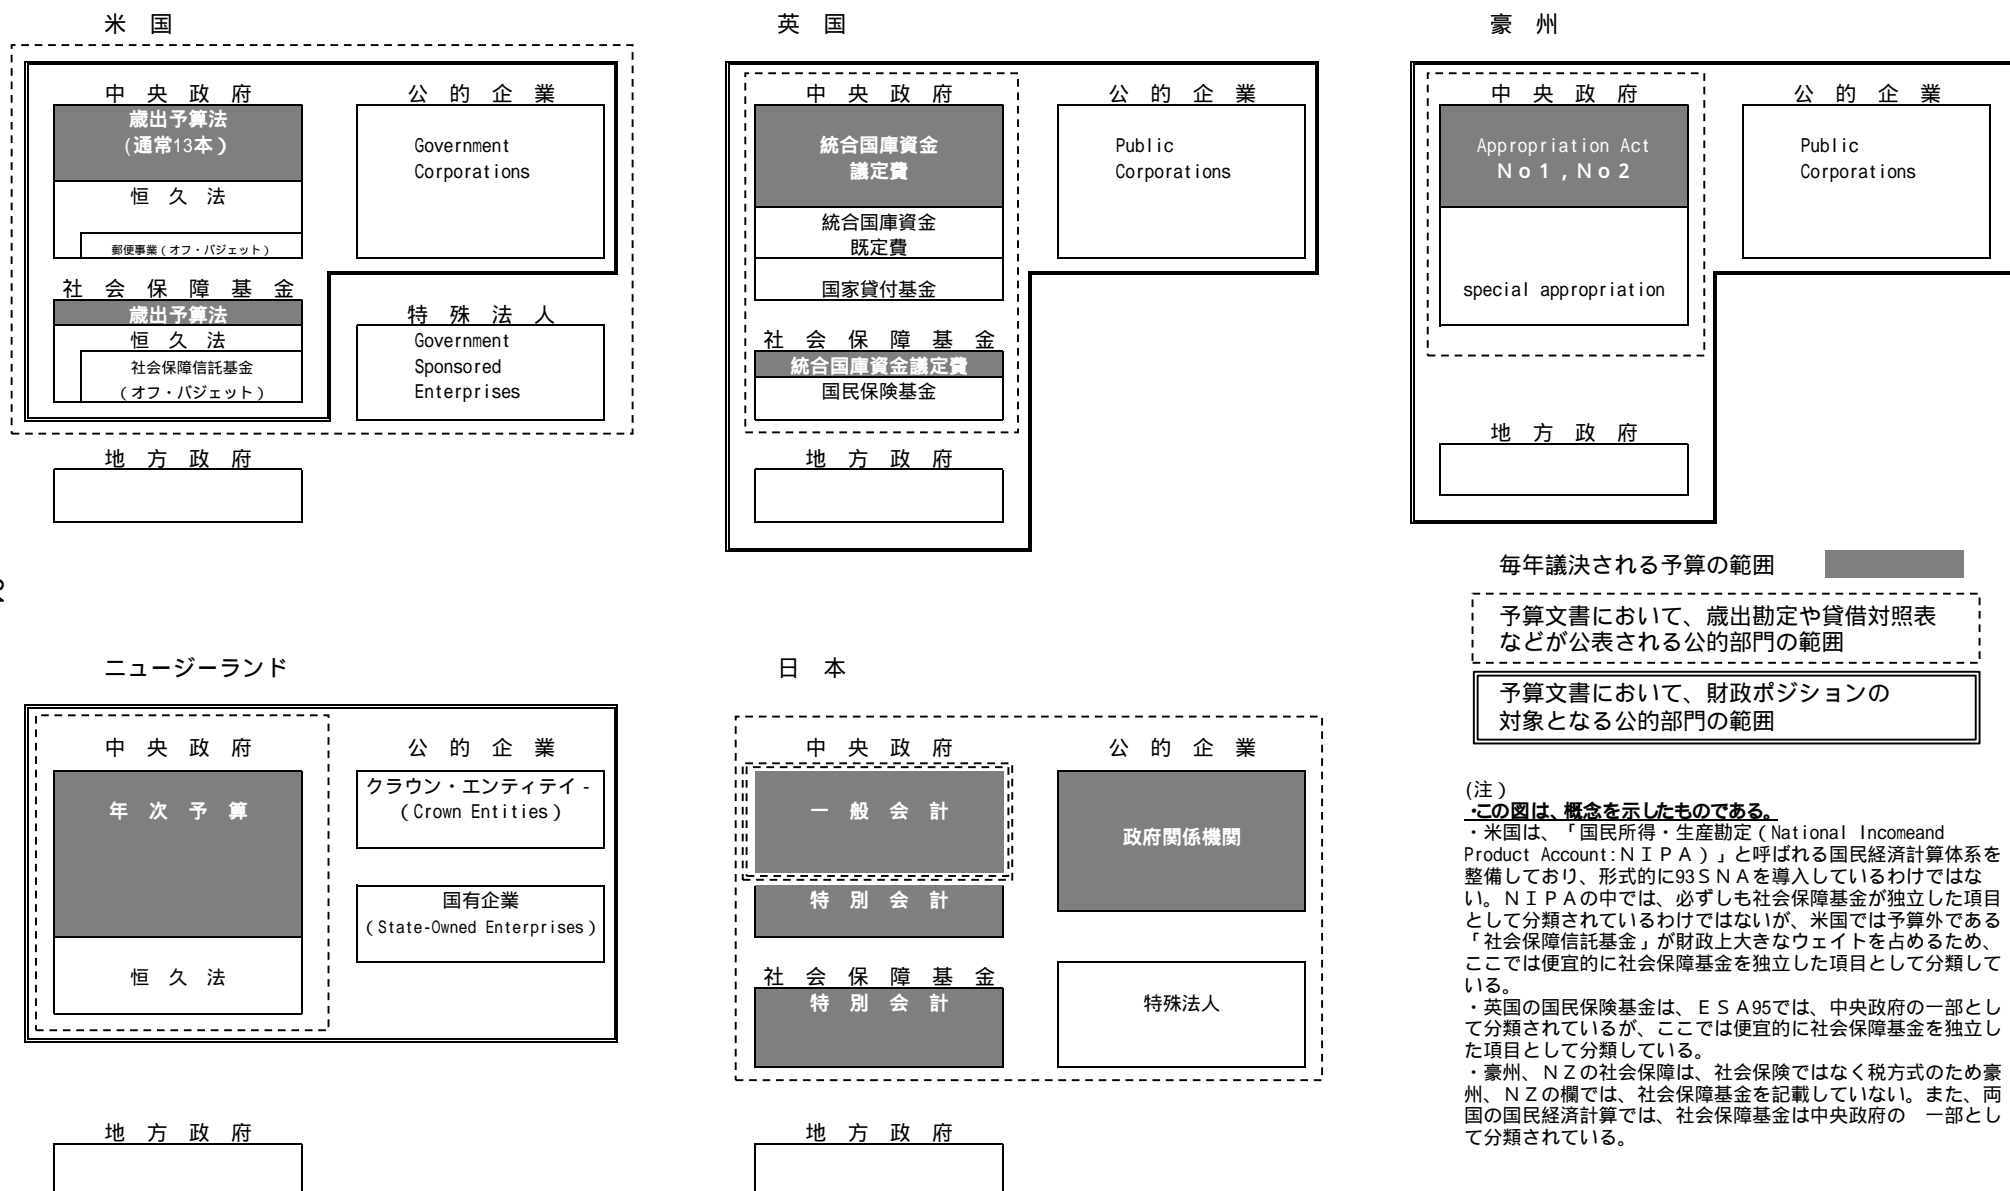 米 国
中 央 政 府
歳出予算法
(通常13本)
恒 久 法
郵便事業(オフ・バジェット)
公 的 企 業
Government
Corporations
社 会 保 障 基 金
歳出予算法
恒 久 法
社会保障信託基金
(オフ・バジェット)
特 殊 法 人
Government
Sponsored
Enterprises
地 方 政 府
英 国
中 央 政 府
統合国庫資金
議定費
統合国庫資金
既定費
国家貸付基金
公 的 企 業
Public
Corporations
社 会 保 障 基 金
統合国庫資金議定費
国民保険基金
地 方 政 府
豪 州
中 央 政 府
Appropriation Act
No1,No2
special appropriation
公 的 企 業
Public
Corporations
地 方 政 府
毎年議決される予算の範囲
予算文書において、歳出勘定や貸借対照表
などが公表される公的部門の範囲
予算文書において、財政ポジションの
対象となる公的部門の範囲
ニュージーランド
中 央 政 府
年 次 予 算
恒 久 法
公 的 企 業
クラウン・エンティテイ-
(Crown Entities)
国有企業
(State-Owned Enterprises)
地 方 政 府
日 本
中 央 政 府
一 般 会 計
特 別 会 計
社 会 保 障 基 金
特 別 会 計
公 的 企 業
政府関係機関
特殊法人
地 方 政 府
(注)
・この図は、概念を示したものである。
・米国は、「国民所得・生産勘定(National Incomeand
Product Account:NIPA)」と呼ばれる国民経済計算体系を
整備しており、形式的に93SNAを導入しているわけではな
い。NIPAの中では、必ずしも社会保障基金が独立した項目
として分類されているわけではないが、米国では予算外である
「社会保障信託基金」が財政上大きなウェイトを占めるため、
ここでは便宜的に社会保障基金を独立した項目として分類して
いる。
・英国の国民保険基金は、ESA95では、中央政府の一部とし
て分類されているが、ここでは便宜的に社会保障基金を独立し
た項目として分類している。
・豪州、NZの社会保障は、社会保険ではなく税方式のため豪
州、NZの欄では、社会保障基金を記載していない。また、両
国の国民経済計算では、社会保障基金は中央政府の 一部とし
て分類されている。